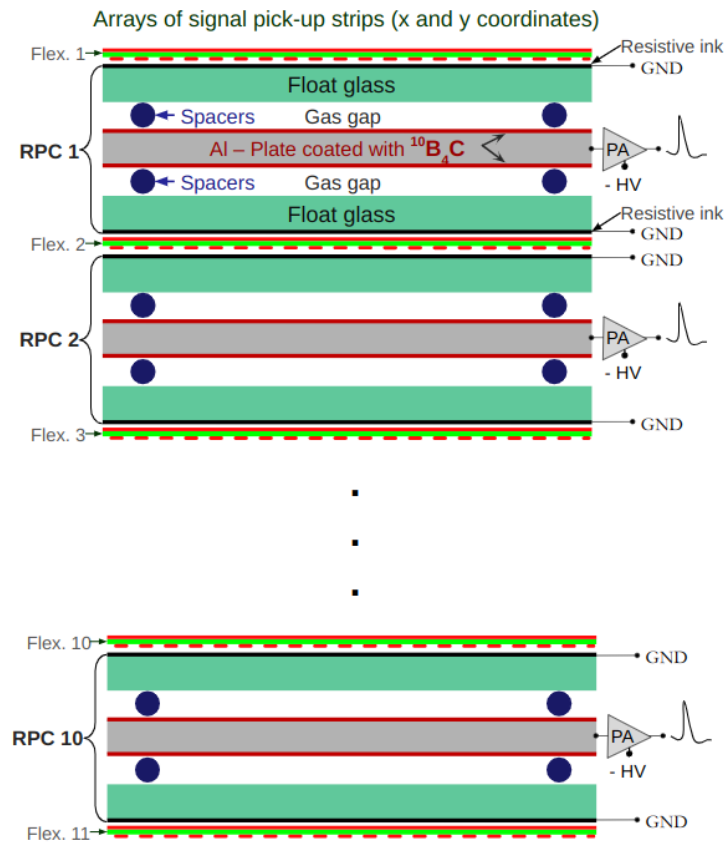 Arrays of signal pick-up strips (x and y coordinates)
Flex. 1
Resistive ink
GND
Float glass
Spacers
Gas gap
RPC 1
Al – Plate coated with ¹⁰B₄C
PA
- HV
Spacers
Gas gap
Float glass
Resistive ink
GND
Flex. 2
GND
RPC 2
PA
- HV
GND
Flex. 3
.
.
.
Flex. 10
GND
RPC 10
PA
- HV
GND
Flex. 11